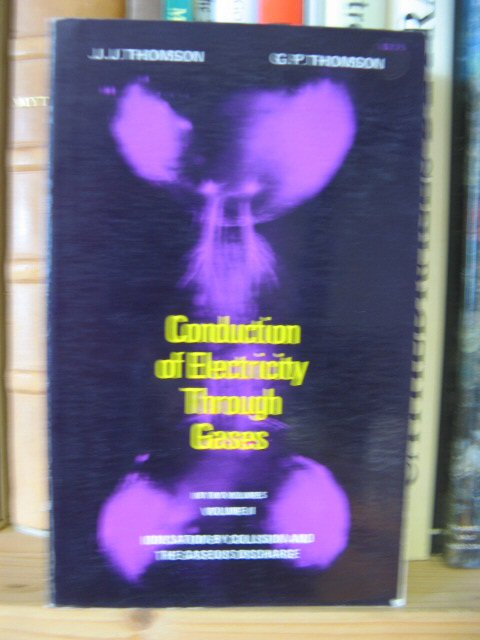 J. J. THOMSON
G. P. THOMSON
Conduction
of Electricity
Through
Gases
IN TWO VOLUMES
VOLUME II
IONISATION BY COLLISION AND
THE GASEOUS DISCHARGE